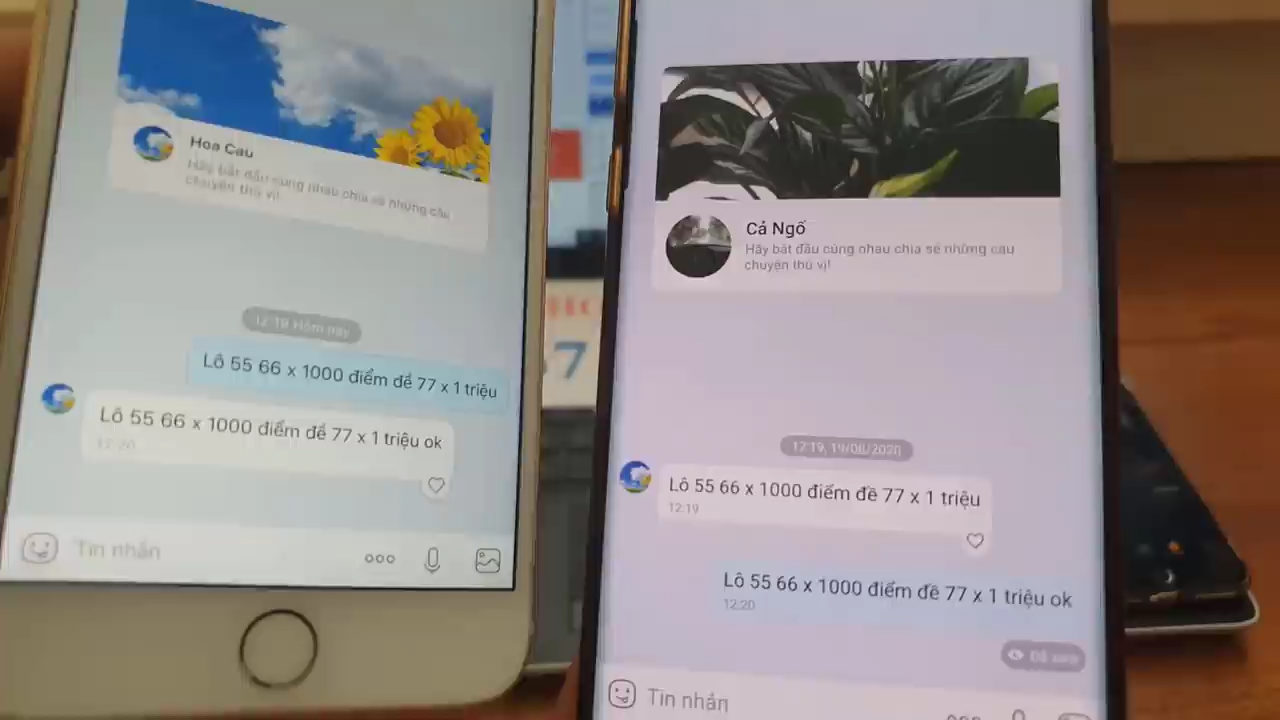 Hoa Cau
Hãy bắt đầu cùng nhau chia sẻ những câu
chuyện thú vị!
12:19 Hôm nay
Lô 55 66 x 1000 điểm đề 77 x 1 triệu
Lô 55 66 x 1000 điểm đề 77 x 1 triệu ok
12:20
Tin nhắn
Cả Ngố
Hãy bắt đầu cùng nhau chia sẻ những câu
chuyện thú vị!
12:19, 19/08/2020
Lô 55 66 x 1000 điểm đề 77 x 1 triệu
12:19
Lô 55 66 x 1000 điểm đề 77 x 1 triệu ok
12:20
Đã xem
Tin nhắn